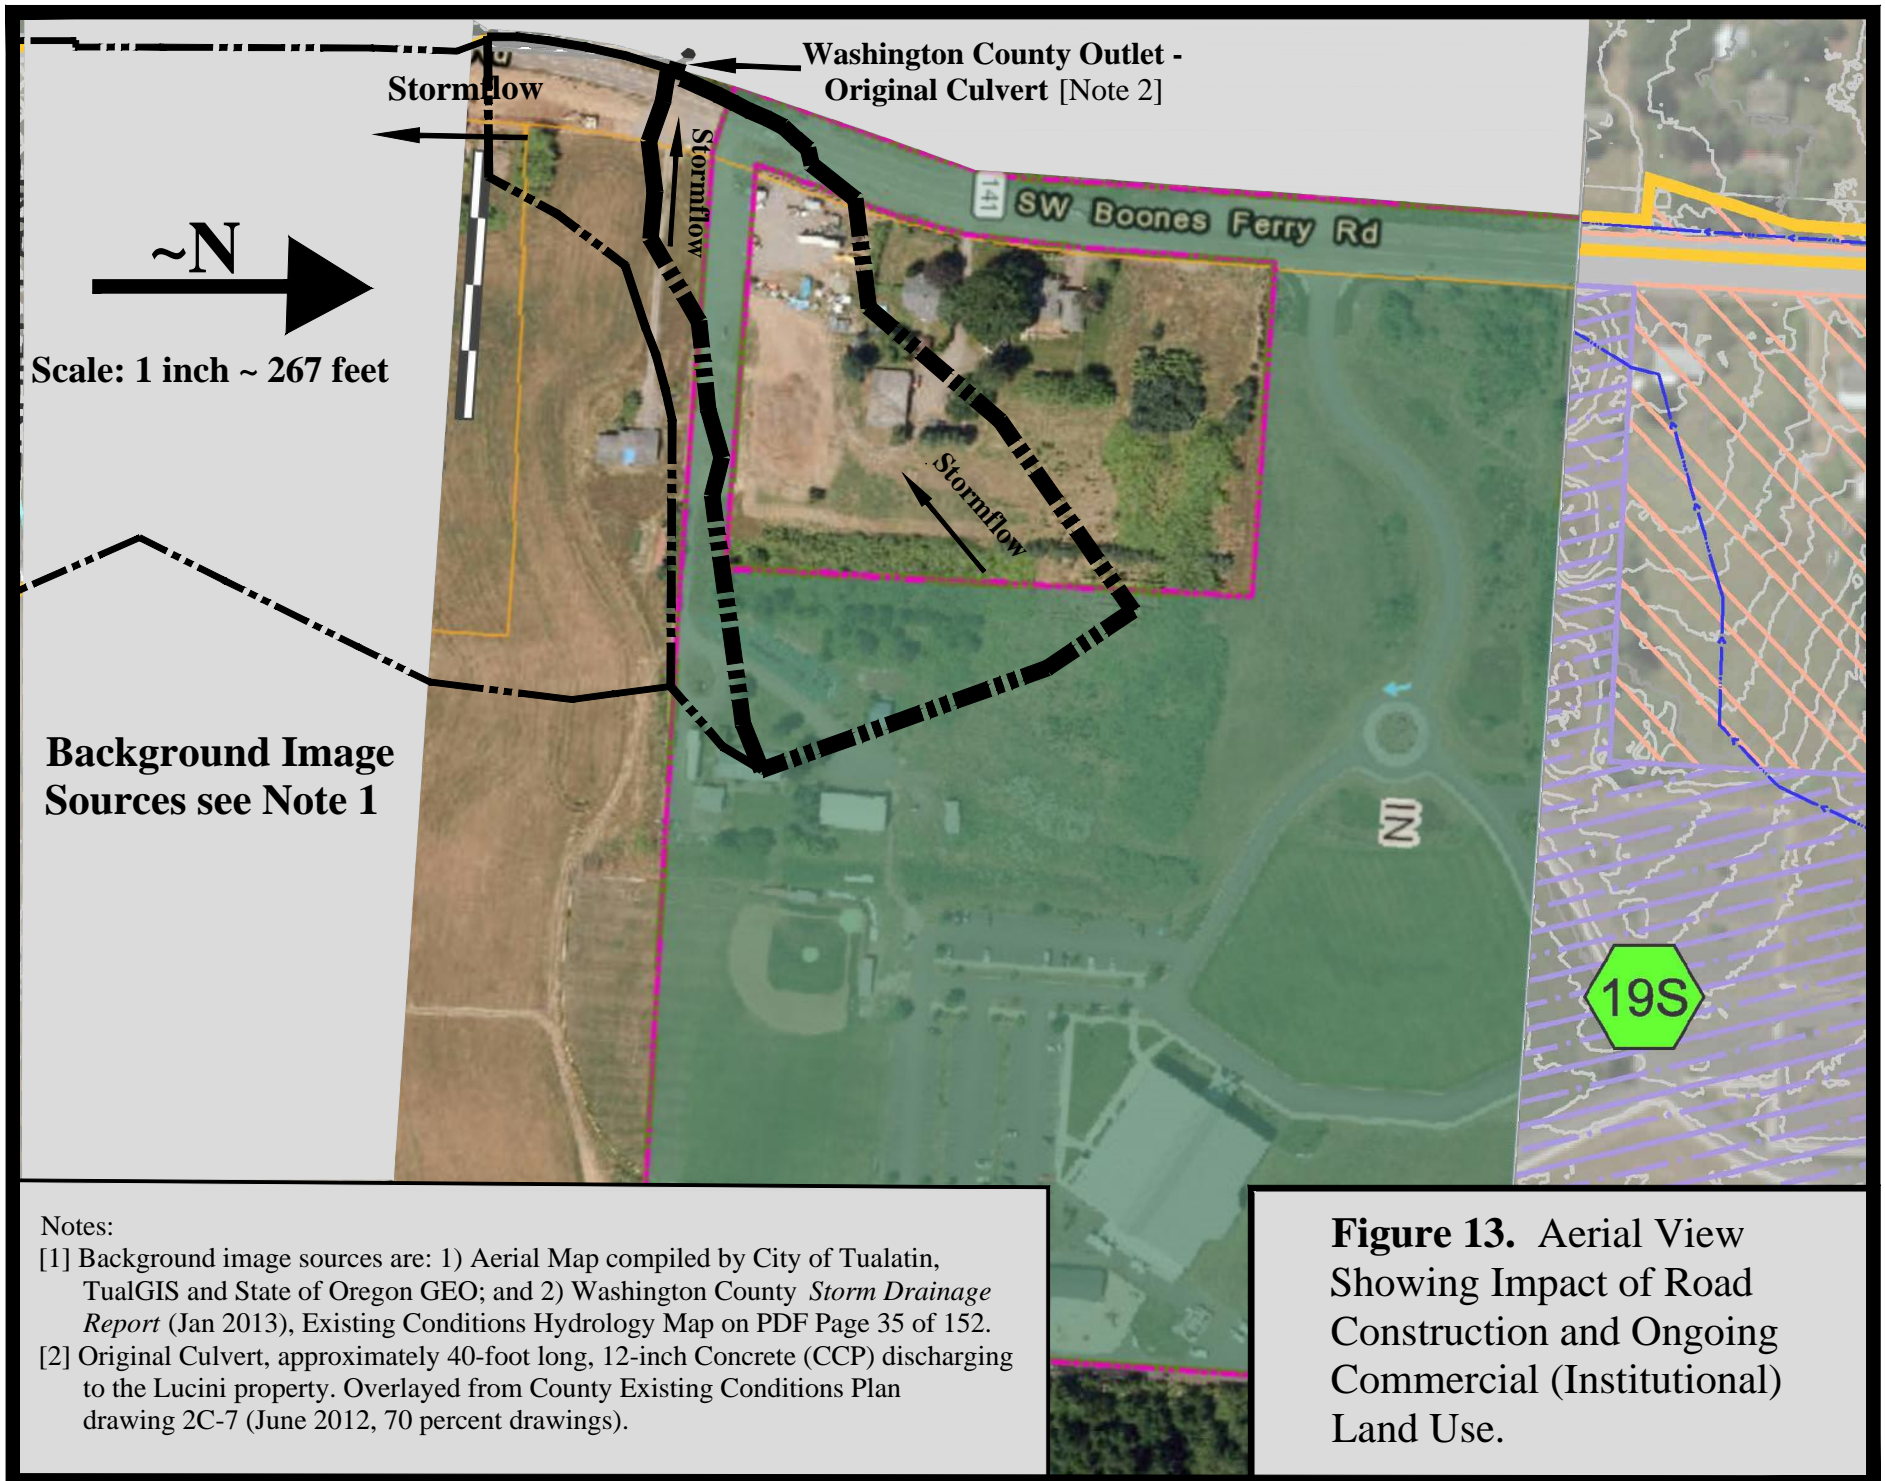 Rd
Washington County Outlet -
Original Culvert [Note 2]
Stormflow
Stormflow
141
SW Boones Ferry Rd
~N
Scale: 1 inch ~ 267 feet
Stormflow
Background Image
Sources see Note 1
IN
19S
Notes:
[1] Background image sources are: 1) Aerial Map compiled by City of Tualatin,
TualGIS and State of Oregon GEO; and 2) Washington County Storm Drainage
Report (Jan 2013), Existing Conditions Hydrology Map on PDF Page 35 of 152.
[2] Original Culvert, approximately 40-foot long, 12-inch Concrete (CCP) discharging
to the Lucini property. Overlayed from County Existing Conditions Plan
drawing 2C-7 (June 2012, 70 percent drawings).
Figure 13. Aerial View
Showing Impact of Road
Construction and Ongoing
Commercial (Institutional)
Land Use.